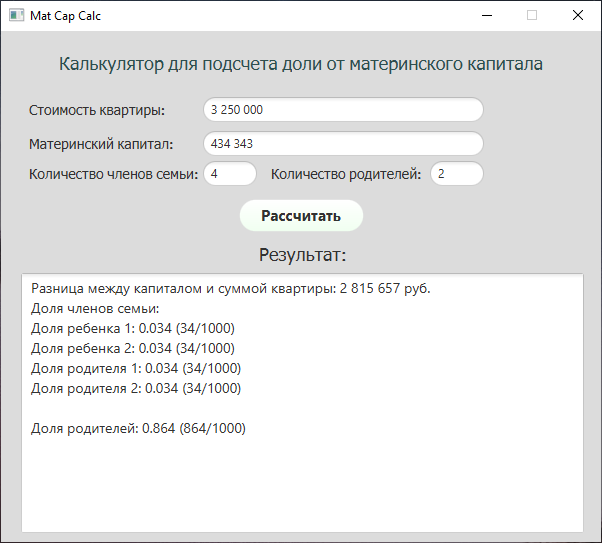 Mat Cap Calc
Калькулятор для подсчета доли от материнского капитала
Стоимость квартиры: 3 250 000
Материнский капитал: 434 343
Количество членов семьи: 4 Количество родителей: 2
Рассчитать
Результат:
Разница между капиталом и суммой квартиры: 2 815 657 руб.
Доля членов семьи:
Доля ребенка 1: 0.034 (34/1000)
Доля ребенка 2: 0.034 (34/1000)
Доля родителя 1: 0.034 (34/1000)
Доля родителя 2: 0.034 (34/1000)
Доля родителей: 0.864 (864/1000)